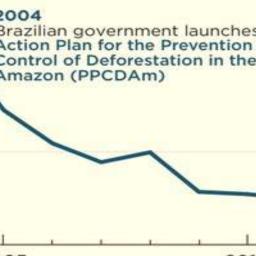 2004
Brazilian government launches
Action Plan for the Prevention
Control of Deforestation in the
Amazon (PPCDAm)